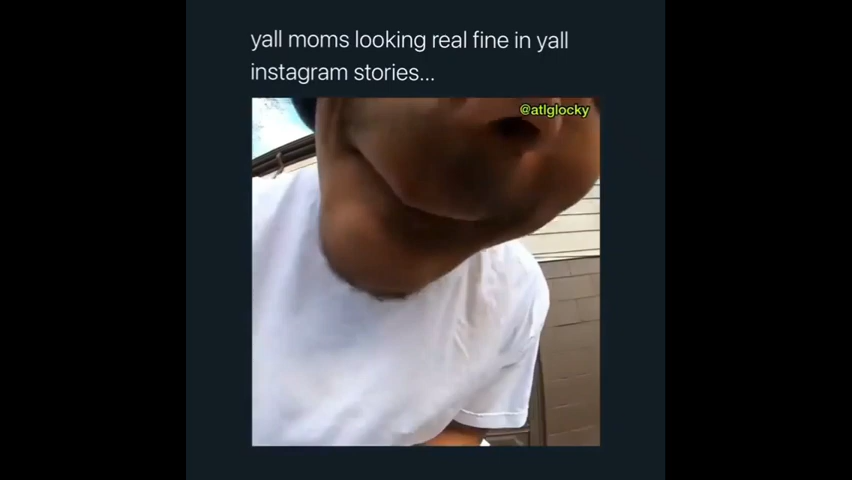 yall moms looking real fine in yall
instagram stories...
@atlglocky